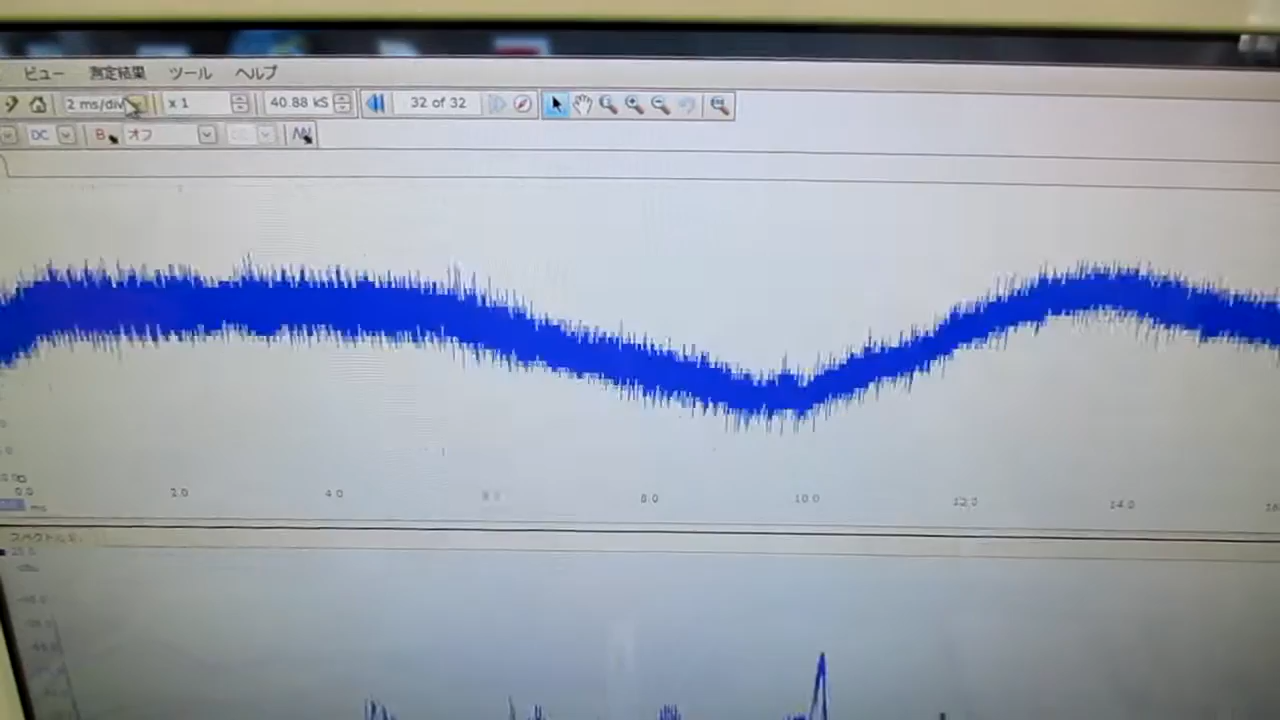 ビュー 測定結果 ツール ヘルプ
2 ms/div x 1 40.88 kS 32 of 32
DC B オフ
0.0 2.0 4.0 8.0 10.0 12.0 14.0 16
ms